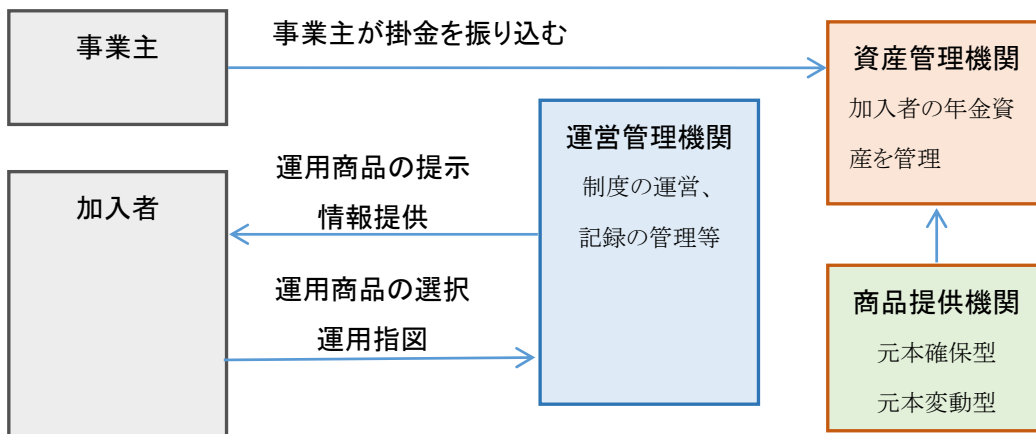 事業主
事業主が掛金を振り込む
資産管理機関
加入者の年金資
産を管理
運営管理機関
制度の運営、
記録の管理等
加入者
運用商品の提示
情報提供
運用商品の選択
運用指図
商品提供機関
元本確保型
元本変動型